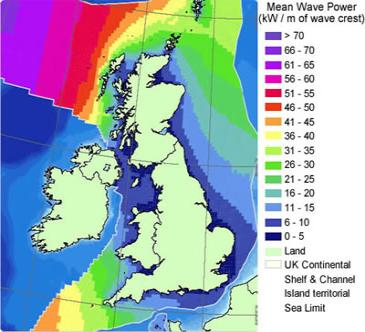 Mean Wave Power
(kW / m of wave crest)
> 70
66 - 70
61 - 65
56 - 60
51 - 55
46 - 50
41 - 45
36 - 40
31 - 35
26 - 30
21 - 25
16 - 20
11 - 15
6 - 10
0 - 5
Land
UK Continental
Shelf & Channel
Island territorial
Sea Limit